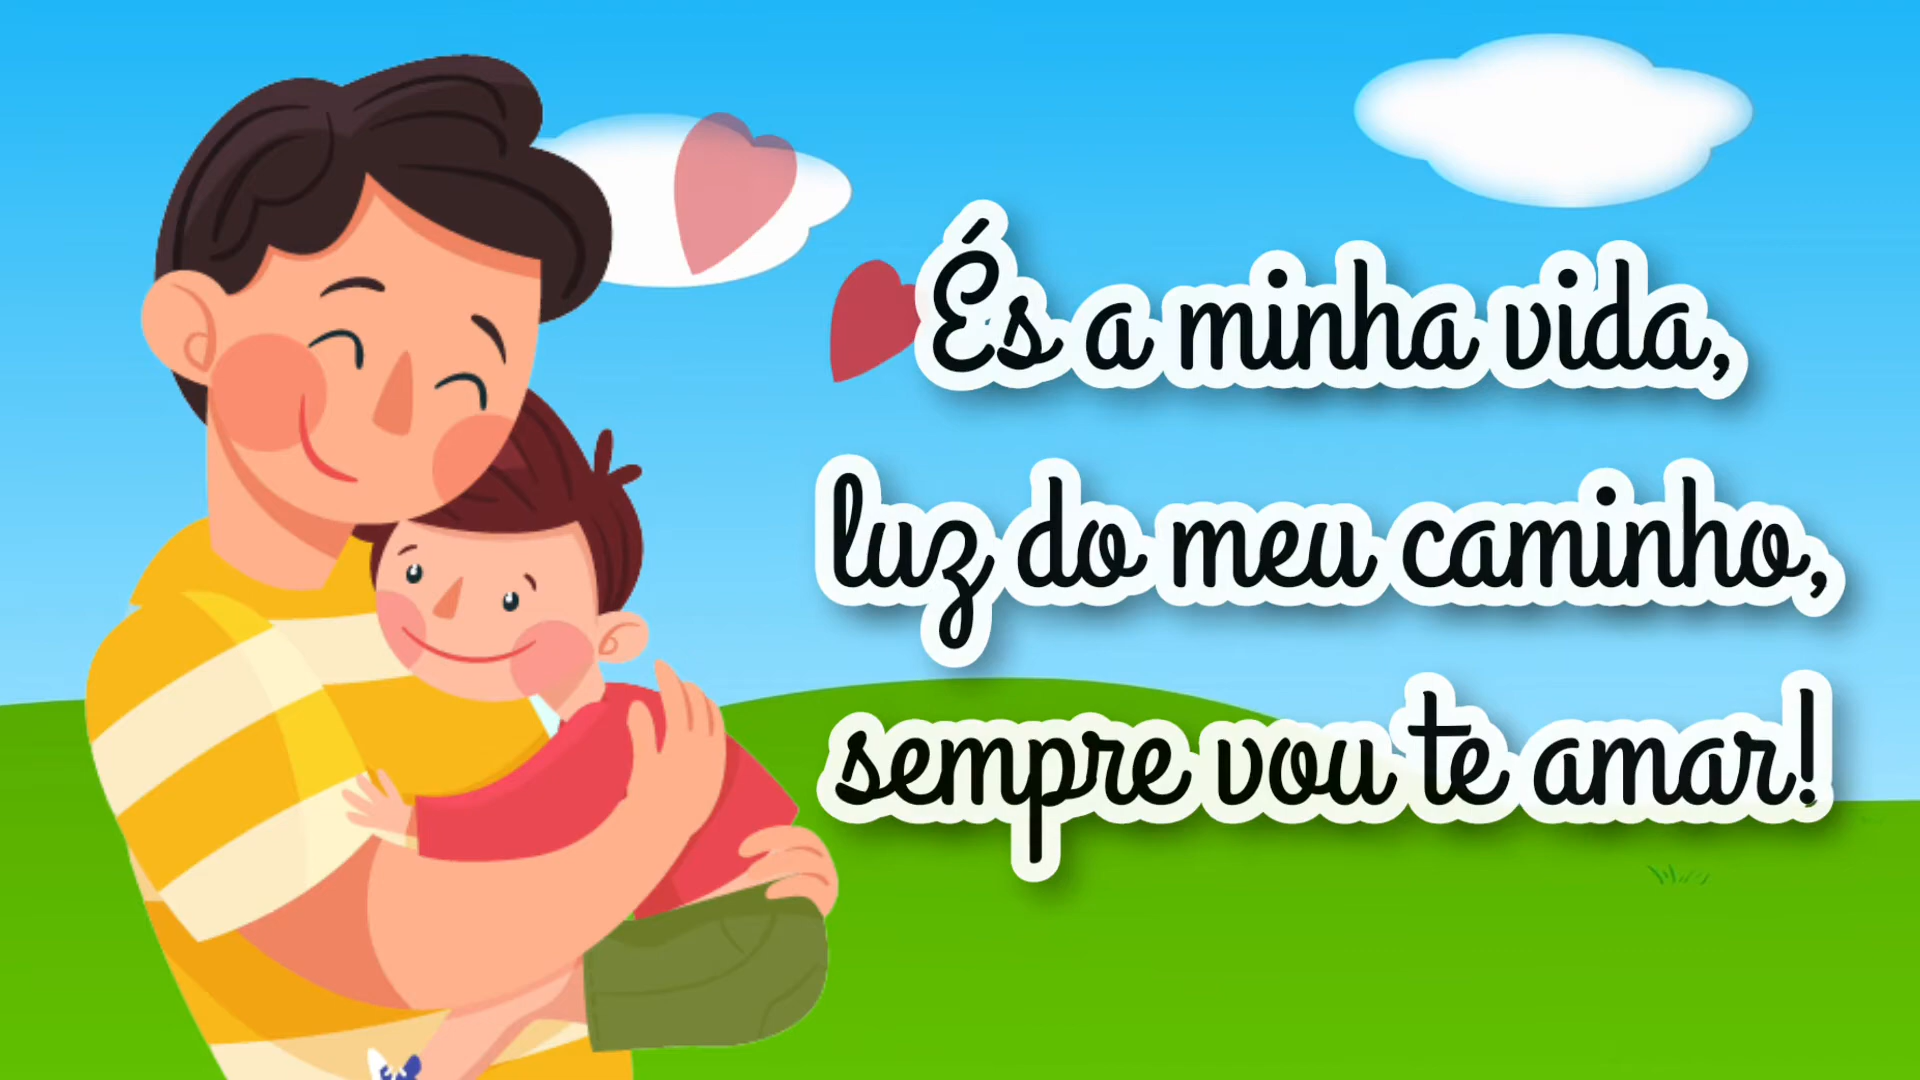 És a minha vida,
luz do meu caminho,
sempre vou te amar!